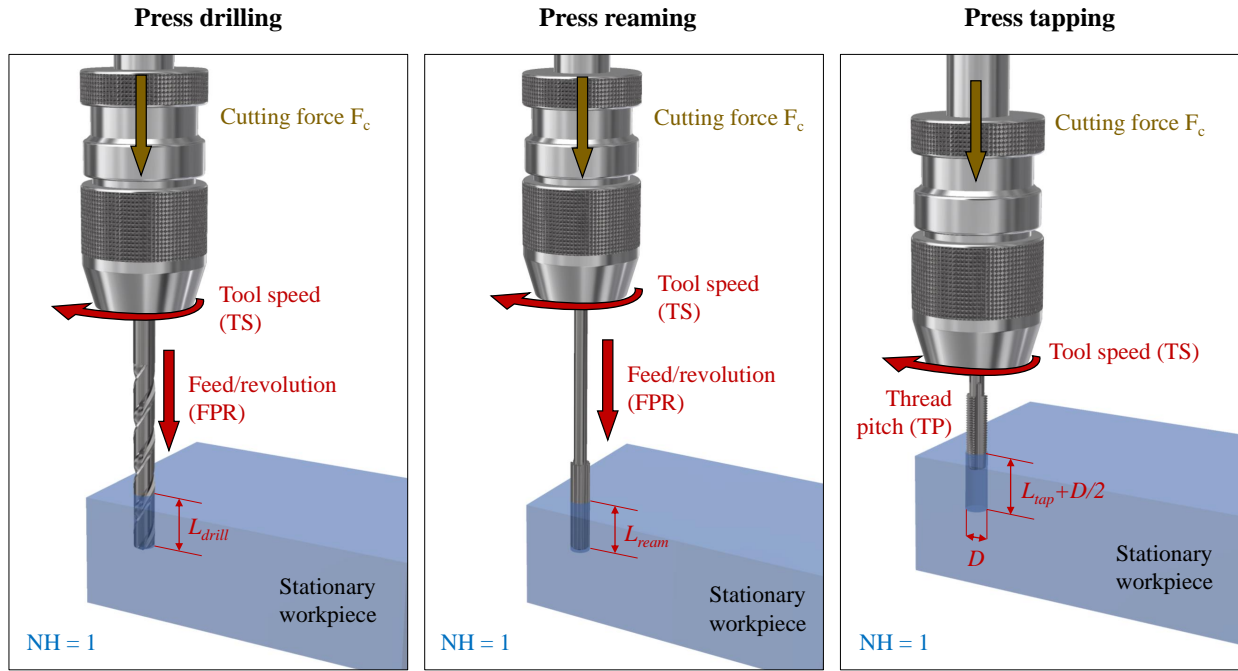 Press drilling
Cutting force Fc
Tool speed
(TS)
Feed/revolution
(FPR)
Ldrill
Stationary
workpiece
NH = 1
Press reaming
Cutting force Fc
Tool speed
(TS)
Feed/revolution
(FPR)
Lream
Stationary
workpiece
NH = 1
Press tapping
Cutting force Fc
Tool speed (TS)
Thread
pitch (TP)
Ltap+D/2
D
Stationary
workpiece
NH = 1